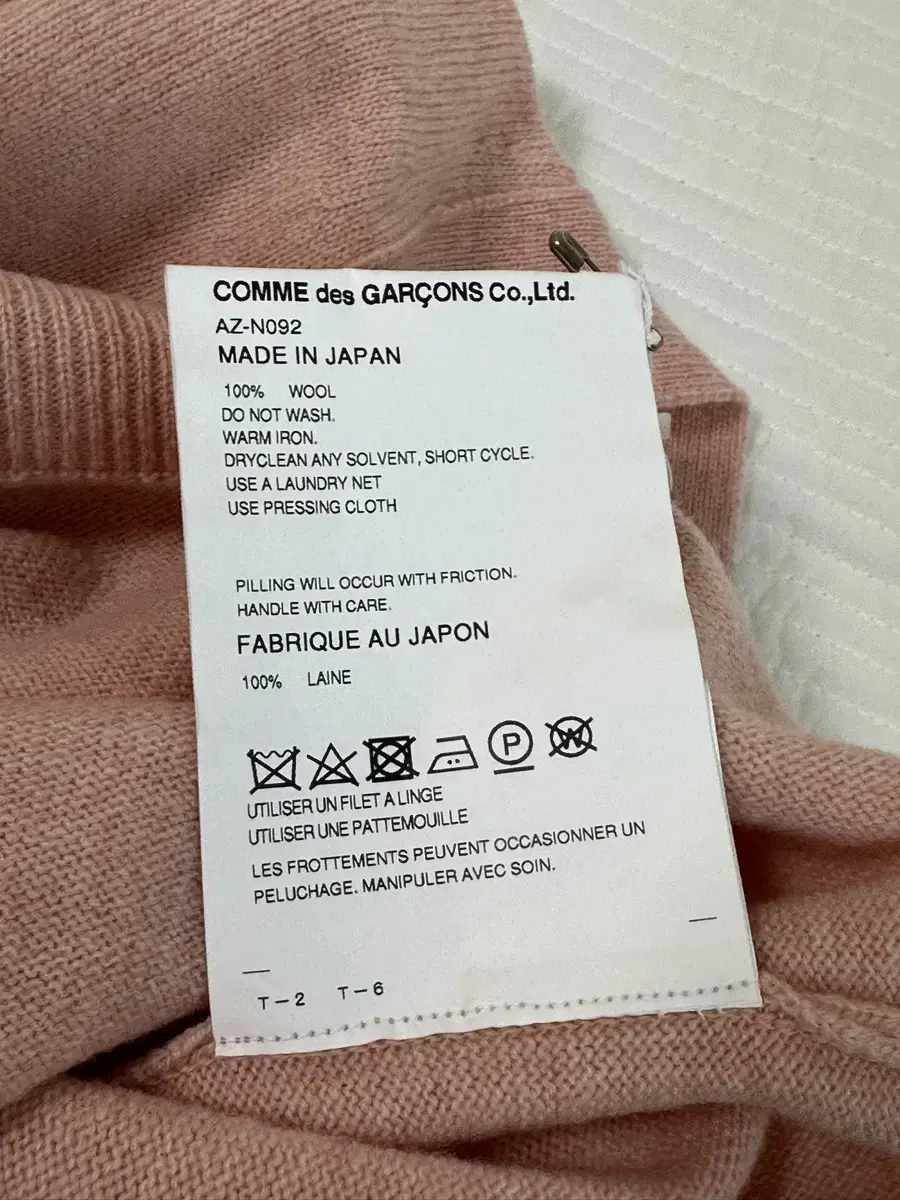 COMME des GARÇONS Co.,Ltd.
AZ-N092
MADE IN JAPAN
100% WOOL
DO NOT WASH.
WARM IRON.
DRYCLEAN ANY SOLVENT, SHORT CYCLE.
USE A LAUNDRY NET
USE PRESSING CLOTH
PILLING WILL OCCUR WITH FRICTION.
HANDLE WITH CARE.
FABRIQUE AU JAPON
100% LAINE
P W
UTILISER UN FILET A LINGE
UTILISER UNE PATTEMOUILLE
LES FROTTEMENTS PEUVENT OCCASIONNER UN
PELUCHAGE. MANIPULER AVEC SOIN.
T-2 T-6